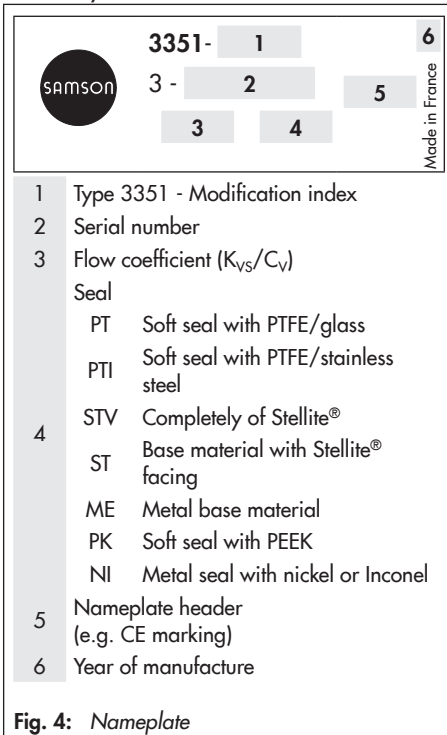 3351- 1
6
SAMSON
3 - 2
5
3 4
Made in France
1 Type 3351 - Modification index
2 Serial number
3 Flow coefficient (KVS/CV)
4 Seal
PT Soft seal with PTFE/glass
PTI Soft seal with PTFE/stainless
steel
STV Completely of Stellite®
ST Base material with Stellite®
facing
ME Metal base material
PK Soft seal with PEEK
NI Metal seal with nickel or Inconel
5 Nameplate header
(e.g. CE marking)
6 Year of manufacture
Fig. 4: Nameplate